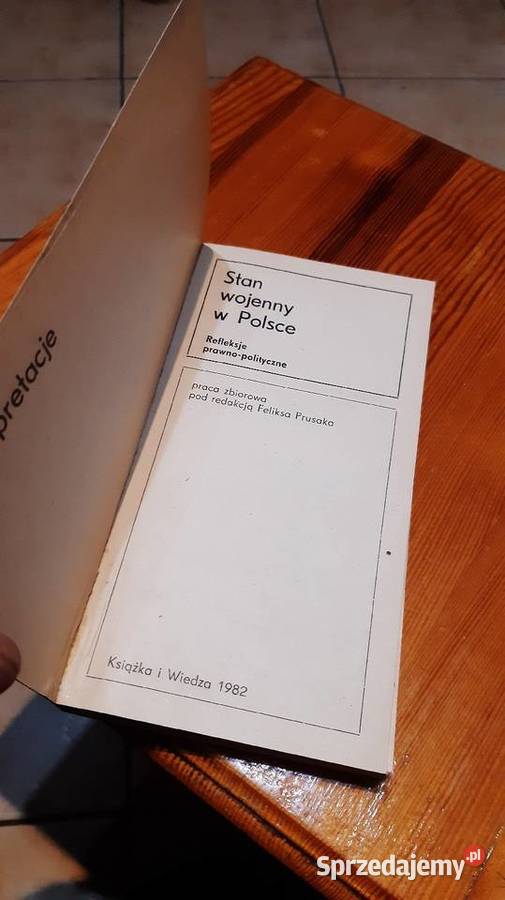 pretacje
Stan
wojenny
w Polsce
Refleksje
prawno-polityczne
praca zbiorowa
pod redakcją Feliksa Prusaka
Książka i Wiedza 1982
Sprzedajemy.pl